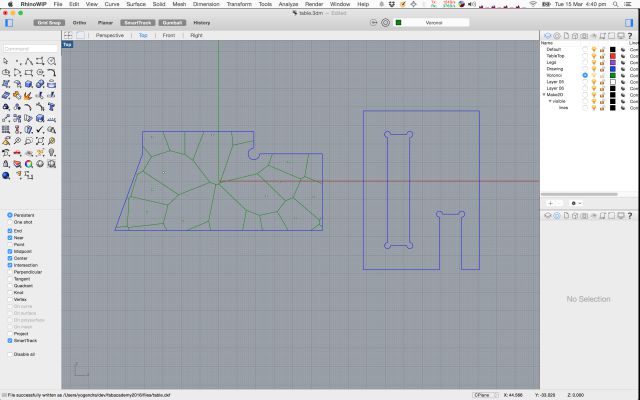 RhinoWIP File Edit View Curve Surface Solid Mesh Dimension Transform Tools Analyze Render Window Help
Tue 15 Mar 4:40 pm
table.3dm — Edited
Grid Snap Ortho Planar SmartTrack Gumball History
Voronoi
Perspective Top Front Right
Top
Command
Name
Default
TableTop
Legs
Drawing
Voronoi
Layer 05
Layer 06
Make2D
visible
lines
Persistent
One shot
End
Near
Point
Midpoint
Center
Intersection
Perpendicular
Tangent
Quadrant
Knot
Vertex
On curve
On surface
On polysurface
On mesh
Project
SmartTrack
Disable all
No Selection
File successfully written as /Users/yogendra/dev/fabacademy2016/files/table.dxf
CPlane X: 44.568 Y: -33.020 Z: 0.000